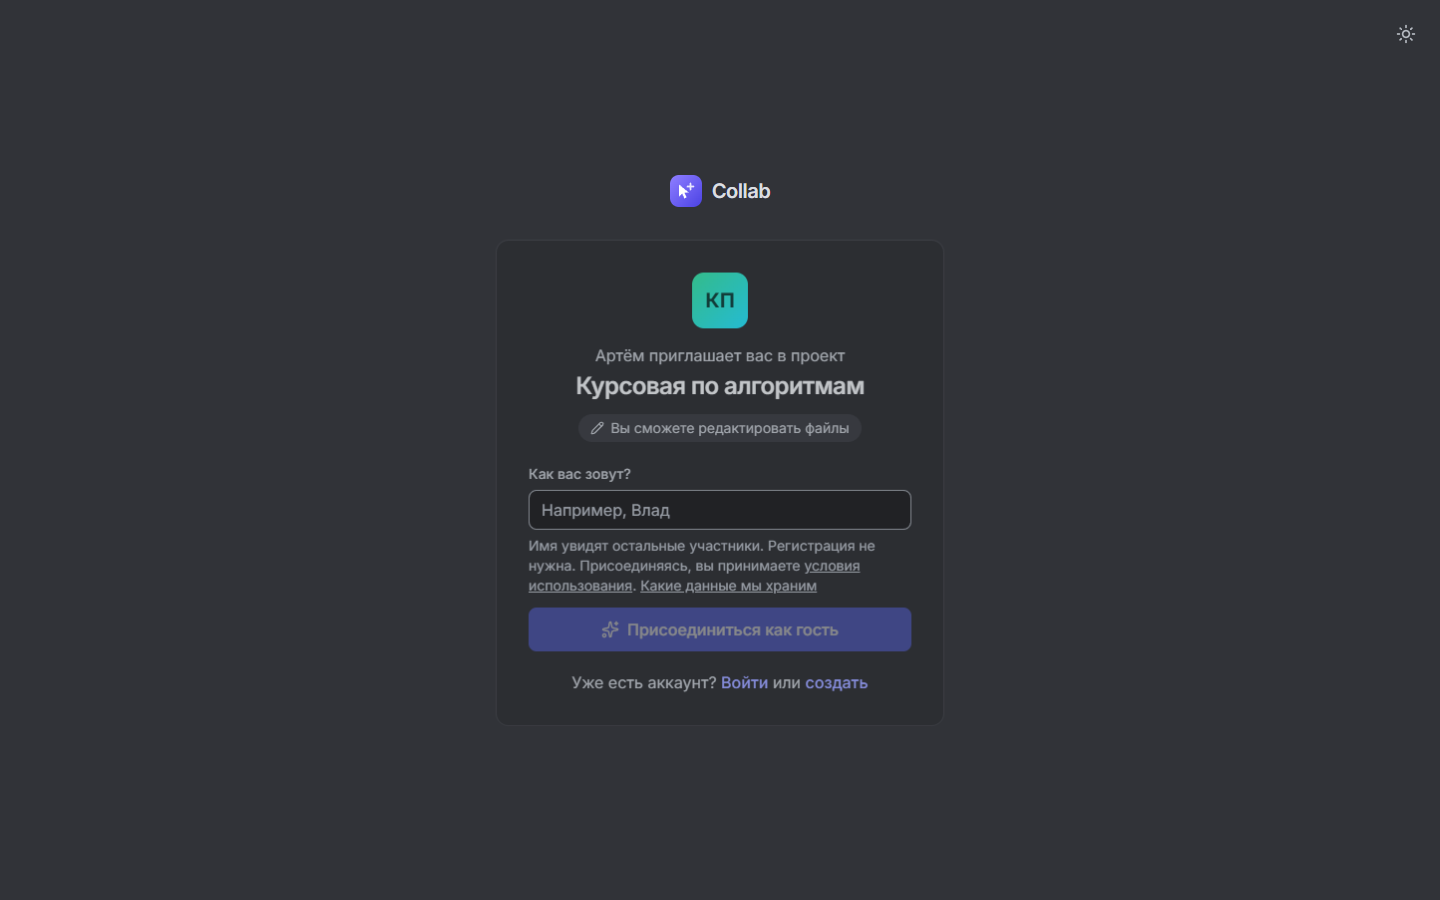 Collab
КП
Артём приглашает вас в проект
Курсовая по алгоритмам
Вы сможете редактировать файлы
Как вас зовут?
Например, Влад
Имя увидят остальные участники. Регистрация не
нужна. Присоединяясь, вы принимаете условия
использования. Какие данные мы храним
Присоединиться как гость
Уже есть аккаунт? Войти или создать